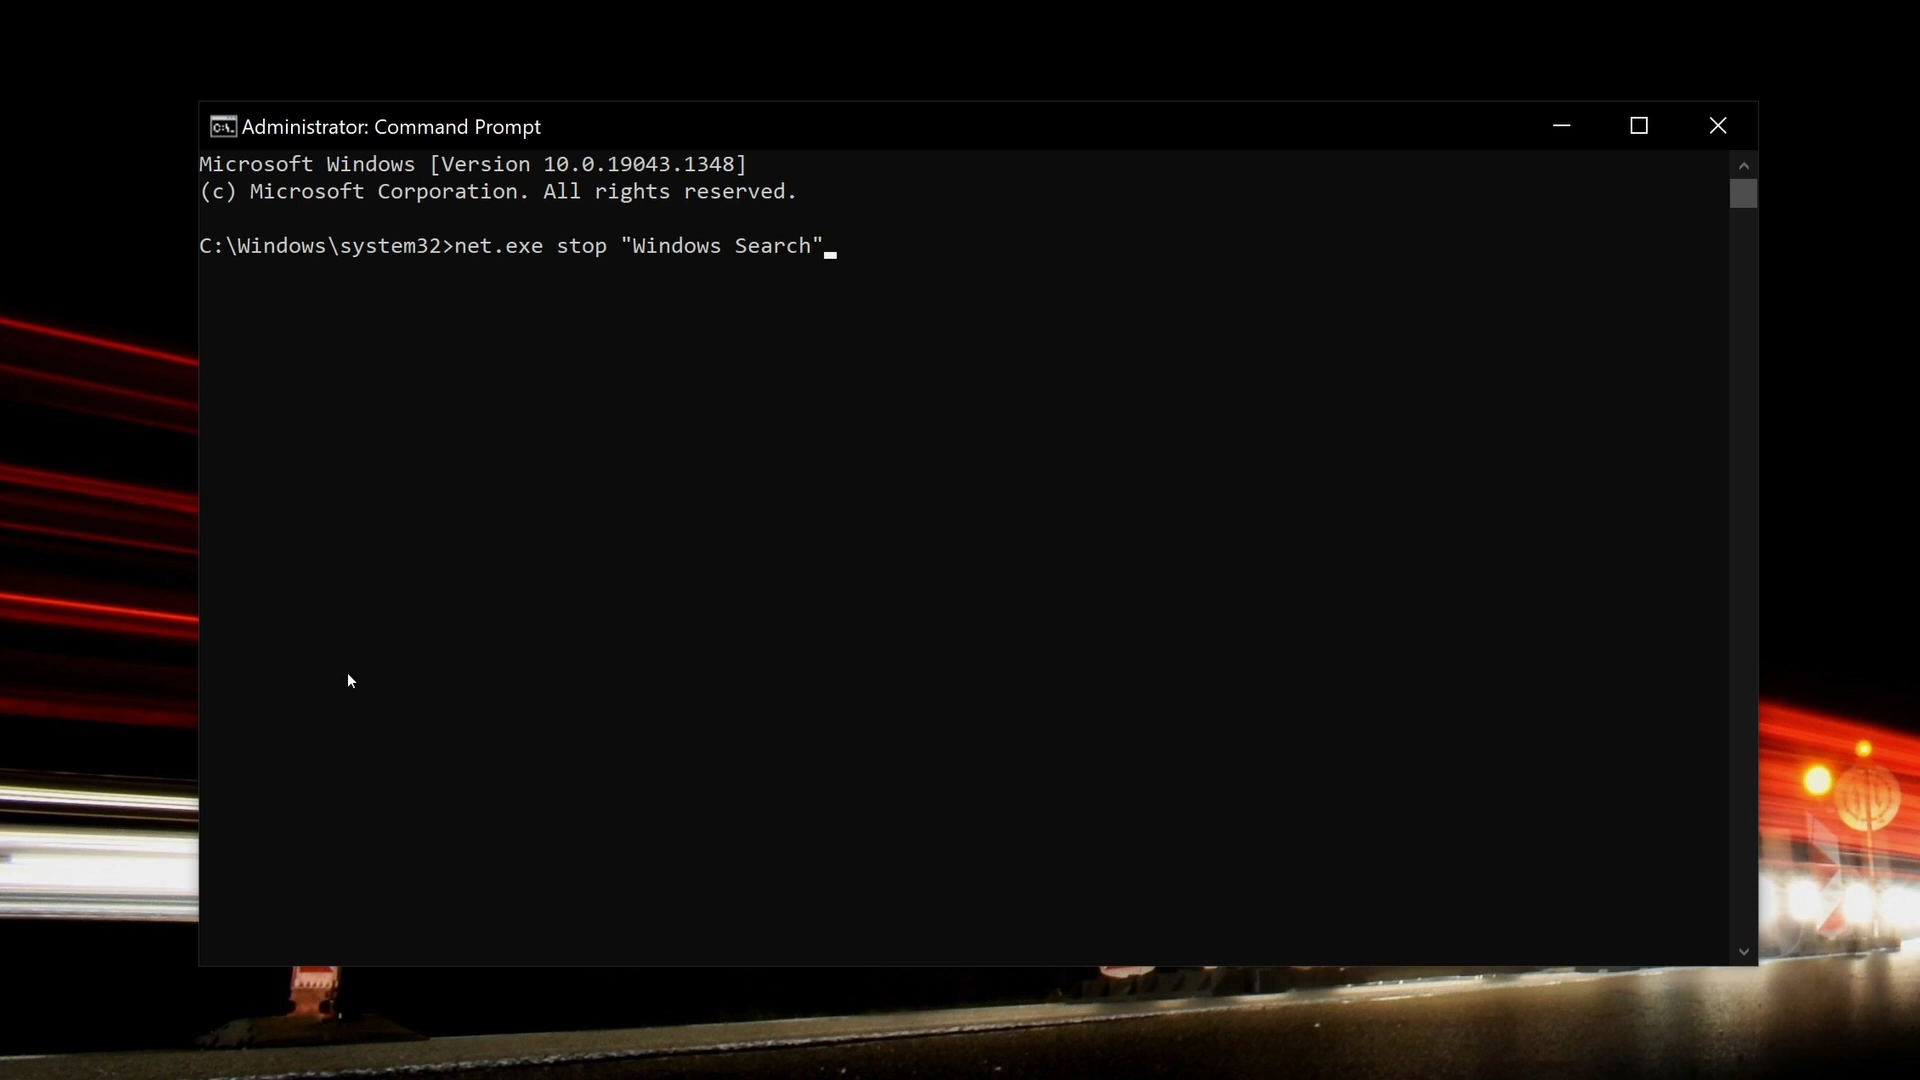 Administrator: Command Prompt
Microsoft Windows [Version 10.0.19043.1348]
(c) Microsoft Corporation. All rights reserved.
C:\Windows\system32>net.exe stop "Windows Search"